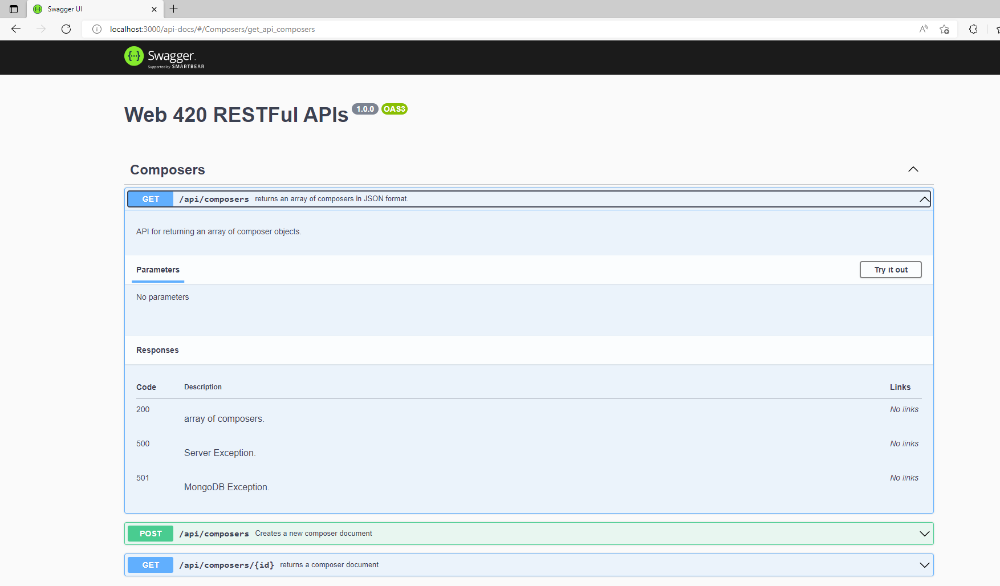 Swagger UI
localhost:3000/api-docs/#/Composers/get_api_composers
Swagger
Supported by SMARTBEAR
Web 420 RESTFul APIs 1.0.0 OAS3
Composers
GET /api/composers returns an array of composers in JSON format.
API for returning an array of composer objects.
Parameters Try it out
No parameters
Responses
Code Description Links
200 No links
array of composers.
500 No links
Server Exception.
501 No links
MongoDB Exception.
POST /api/composers Creates a new composer document
GET /api/composers/{id} returns a composer document